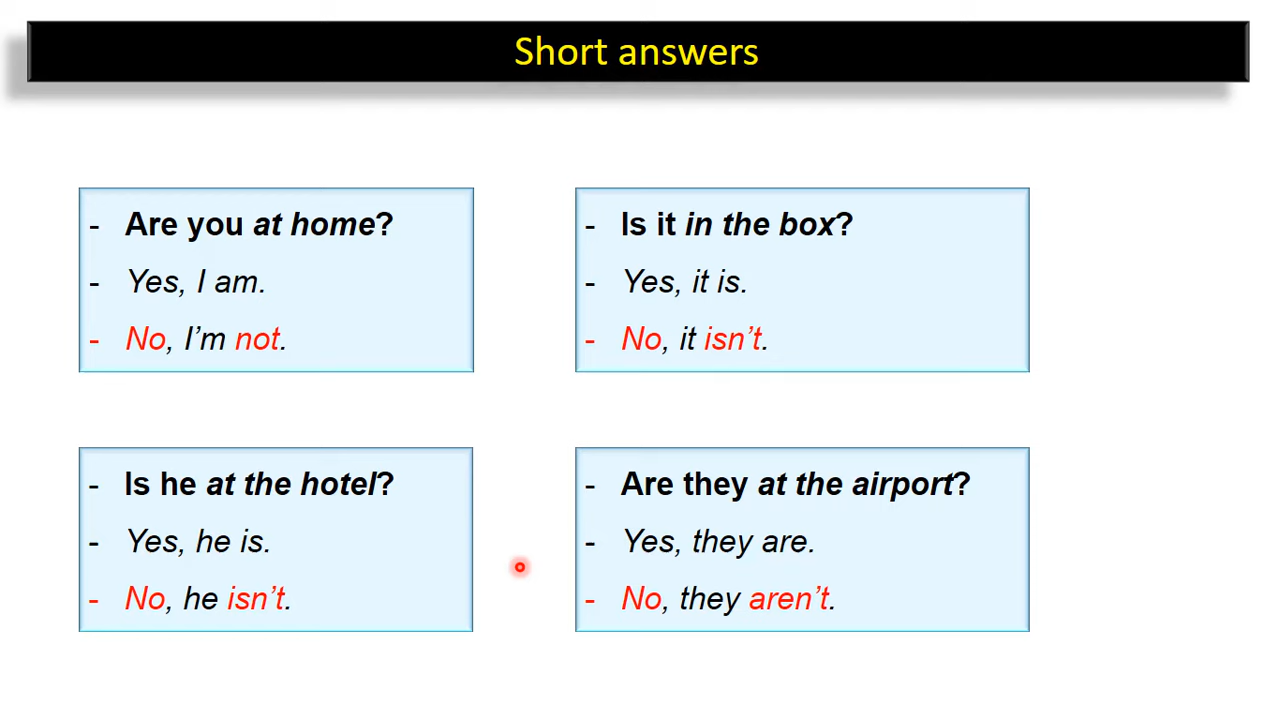 Short answers
- Are you at home?
- Yes, I am.
- No, I’m not.
- Is it in the box?
- Yes, it is.
- No, it isn’t.
- Is he at the hotel?
- Yes, he is.
- No, he isn’t.
- Are they at the airport?
- Yes, they are.
- No, they aren’t.